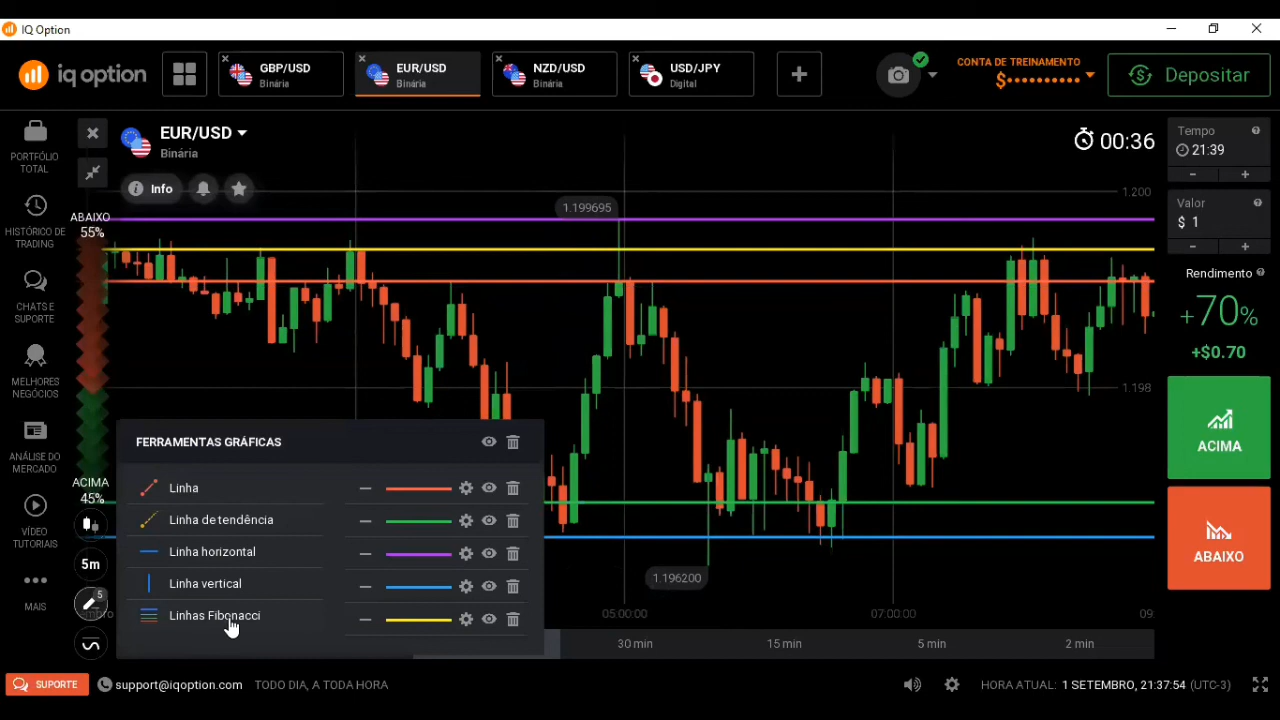 IQ Option
iq option
GBP/USD
Binária
EUR/USD
Binária
NZD/USD
Binária
USD/JPY
Digital
CONTA DE TREINAMENTO
$••••••••••
Depositar
PORTFÓLIO
TOTAL
HISTÓRICO DE
TRADING
CHATS E
SUPORTE
MELHORES
NEGÓCIOS
ANÁLISE DO
MERCADO
VÍDEO
TUTORIAIS
MAIS
EUR/USD
Binária
Info
00:36
ABAIXO
55%
ACIMA
45%
5m
5
1.199695
1.200
1.198
1.196200
FERRAMENTAS GRÁFICAS
Linha
Linha de tendência
Linha horizontal
Linha vertical
Linhas Fibonacci
05:00:00
07:00:00
09:
30 min
15 min
5 min
2 min
Tempo
21:39
- +
Valor
$ 1
- +
Rendimento
+70%
+$0.70
ACIMA
ABAIXO
SUPORTE
support@iqoption.com
TODO DIA, A TODA HORA
HORA ATUAL: 1 SETEMBRO, 21:37:54 (UTC-3)